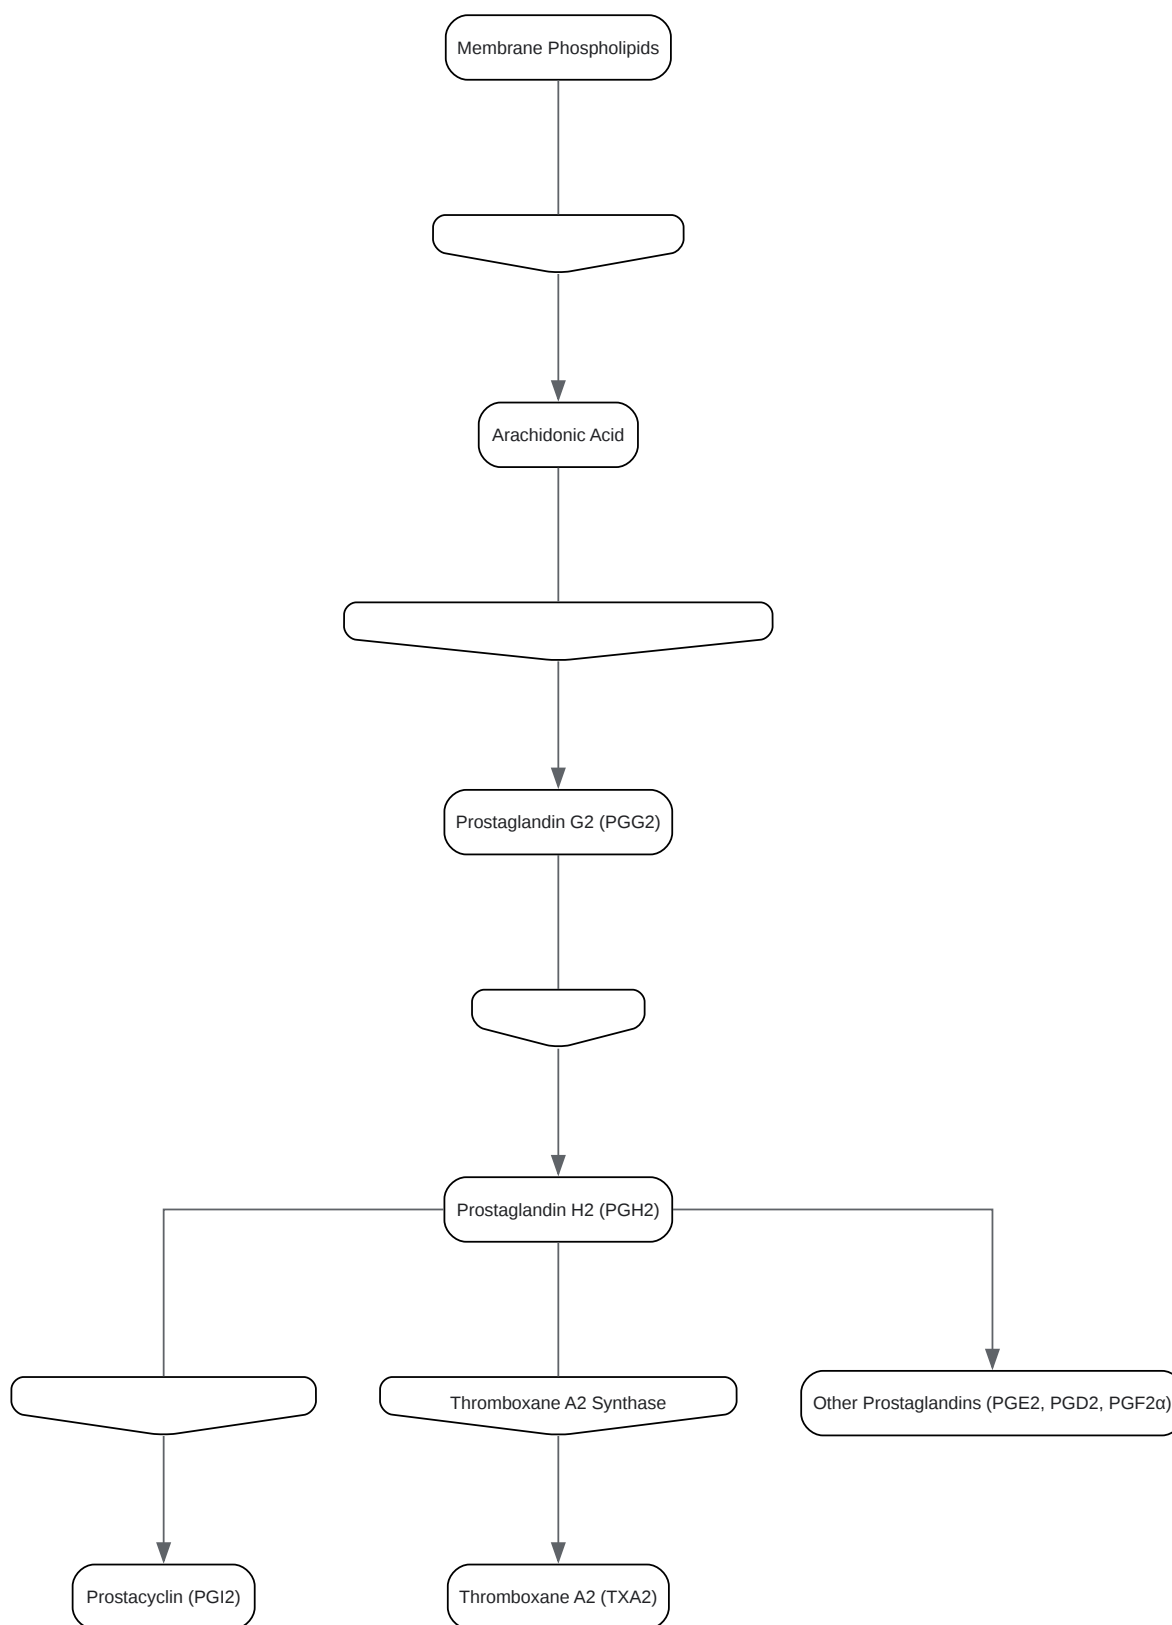 Membrane Phospholipids
Arachidonic Acid
Prostaglandin G2 (PGG2)
Prostaglandin H2 (PGH2)
Thromboxane A2 Synthase
Other Prostaglandins (PGE2, PGD2, PGF2α)
Prostacyclin (PGI2)
Thromboxane A2 (TXA2)